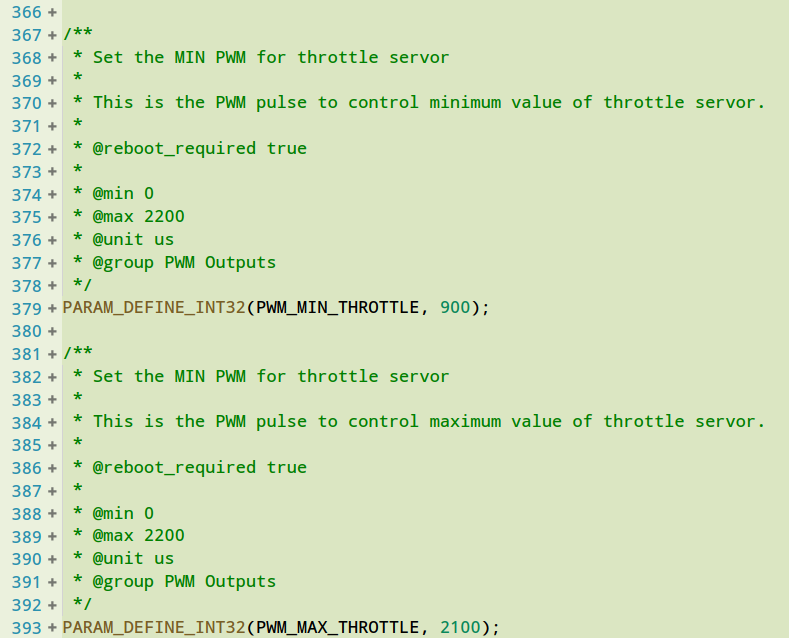 366 +
367 + /**
368 +  * Set the MIN PWM for throttle servor
369 +  *
370 +  * This is the PWM pulse to control minimum value of throttle servor.
371 +  *
372 +  * @reboot_required true
373 +  *
374 +  * @min 0
375 +  * @max 2200
376 +  * @unit us
377 +  * @group PWM Outputs
378 +  */
379 + PARAM_DEFINE_INT32(PWM_MIN_THROTTLE, 900);
380 +
381 + /**
382 +  * Set the MIN PWM for throttle servor
383 +  *
384 +  * This is the PWM pulse to control maximum value of throttle servor.
385 +  *
386 +  * @reboot_required true
387 +  *
388 +  * @min 0
389 +  * @max 2200
390 +  * @unit us
391 +  * @group PWM Outputs
392 +  */
393 + PARAM_DEFINE_INT32(PWM_MAX_THROTTLE, 2100);